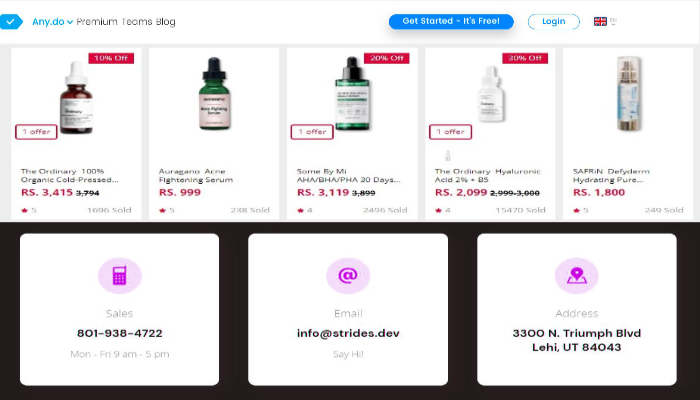 Any.do Premium Teams Blog Get Started - It's Free! Login EN
10% Off 20% Off 30% Off
1 offer 1 offer 1 offer
The Ordinary 100% Organic Cold-Pressed...
RS. 3,415 3,794
5 1696 Sold
Auragano Acne Fightening Serum
RS. 999
5 238 Sold
Some By Mi AHA/BHA/PHA 30 Days...
RS. 3,119 3,899
4 2496 Sold
The Ordinary Hyaluronic Acid 2% + B5
RS. 2,099 2,999-3,000
4 15470 Sold
SAFRiN Defyderm Hydrating Pure...
RS. 1,800
5 249 Sold
Sales
801-938-4722
Mon - Fri 9 am - 5 pm
@
Email
info@strides.dev
Say Hi!
Address
3300 N. Triumph Blvd
Lehi, UT 84043